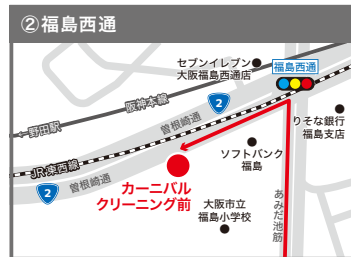 ②福島西通
セブンイレブン
大阪福島西通店
福島西通
阪神本線
2
←野田駅
曽根崎通
りそな銀行
福島支店
ソフトバンク
福島
JR東西線
曽根崎通
2
カーニバル
クリーニング前
あみだ池筋
大阪市立
福島小学校